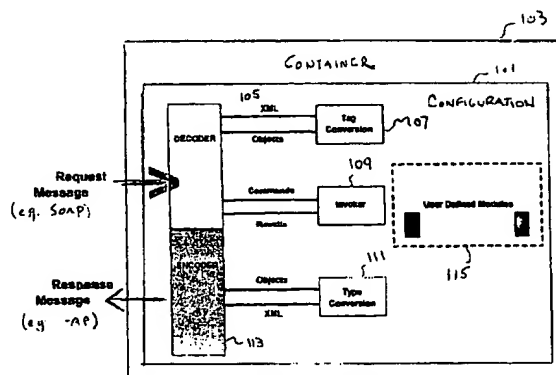 103
CONTAINER
101
CONFIGURATION
105
XML
Tag
Conversion
107
Objects
DECODER
Request
Message
(e.g. SOAP)
Commands
Results
109
Invoker
User Defined Modules
115
ENCODER
Response
Message
(e.g.
Objects
XML
111
Type
Conversion
113